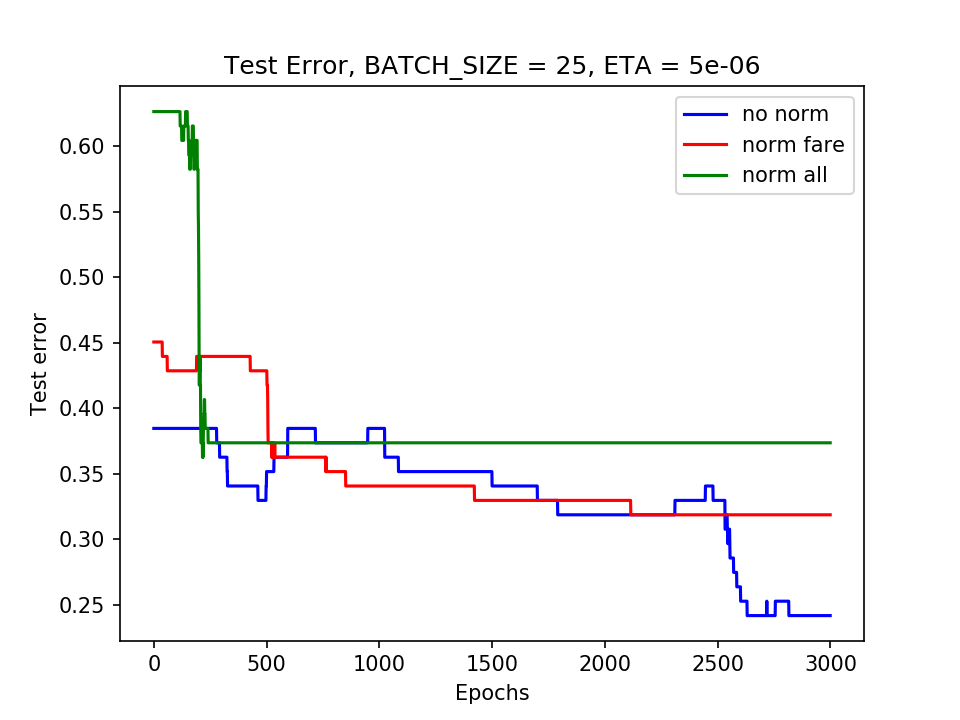 Test Error, BATCH_SIZE = 25, ETA = 5e-06
no norm
norm fare
norm all
0.60
0.55
0.50
0.45
0.40
0.35
0.30
0.25
Test error
0 500 1000 1500 2000 2500 3000
Epochs